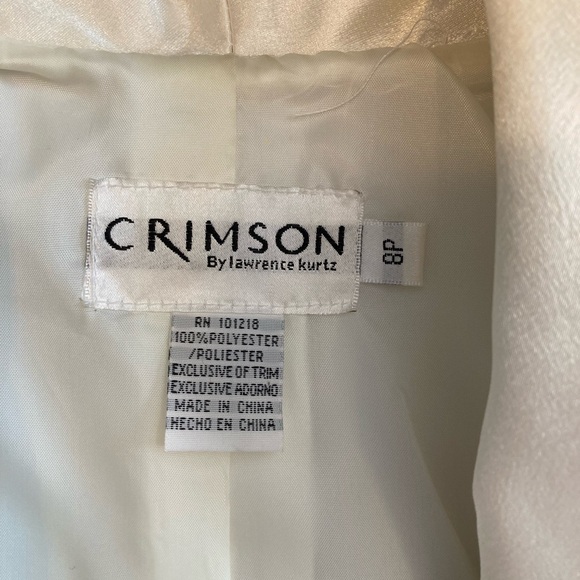 CRIMSON
By lawrence kurtz
8P
RN 101218
100%POLYESTER
/POLIESTER
EXCLUSIVE OF TRIM
EXCLUSIVE ADORNO
MADE IN CHINA
HECHO EN CHINA